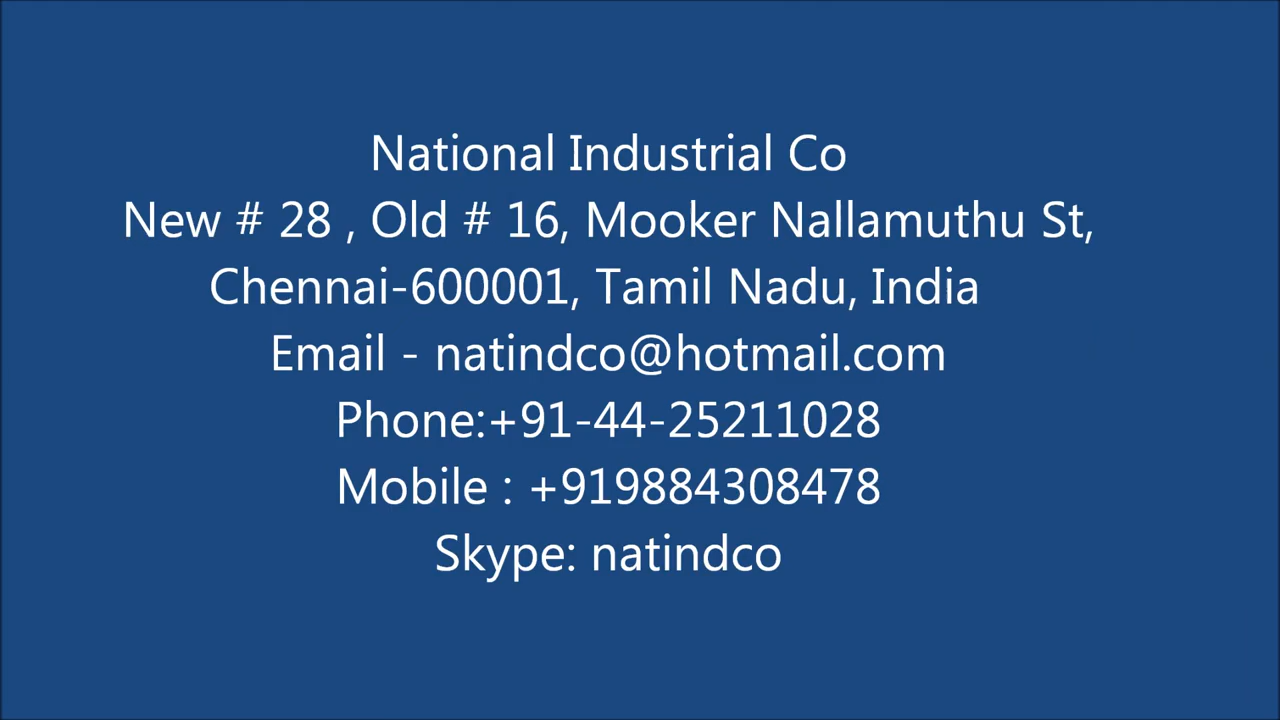 National Industrial Co
New # 28 , Old # 16, Mooker Nallamuthu St,
Chennai-600001, Tamil Nadu, India
Email - natindco@hotmail.com
Phone:+91-44-25211028
Mobile : +919884308478
Skype: natindco